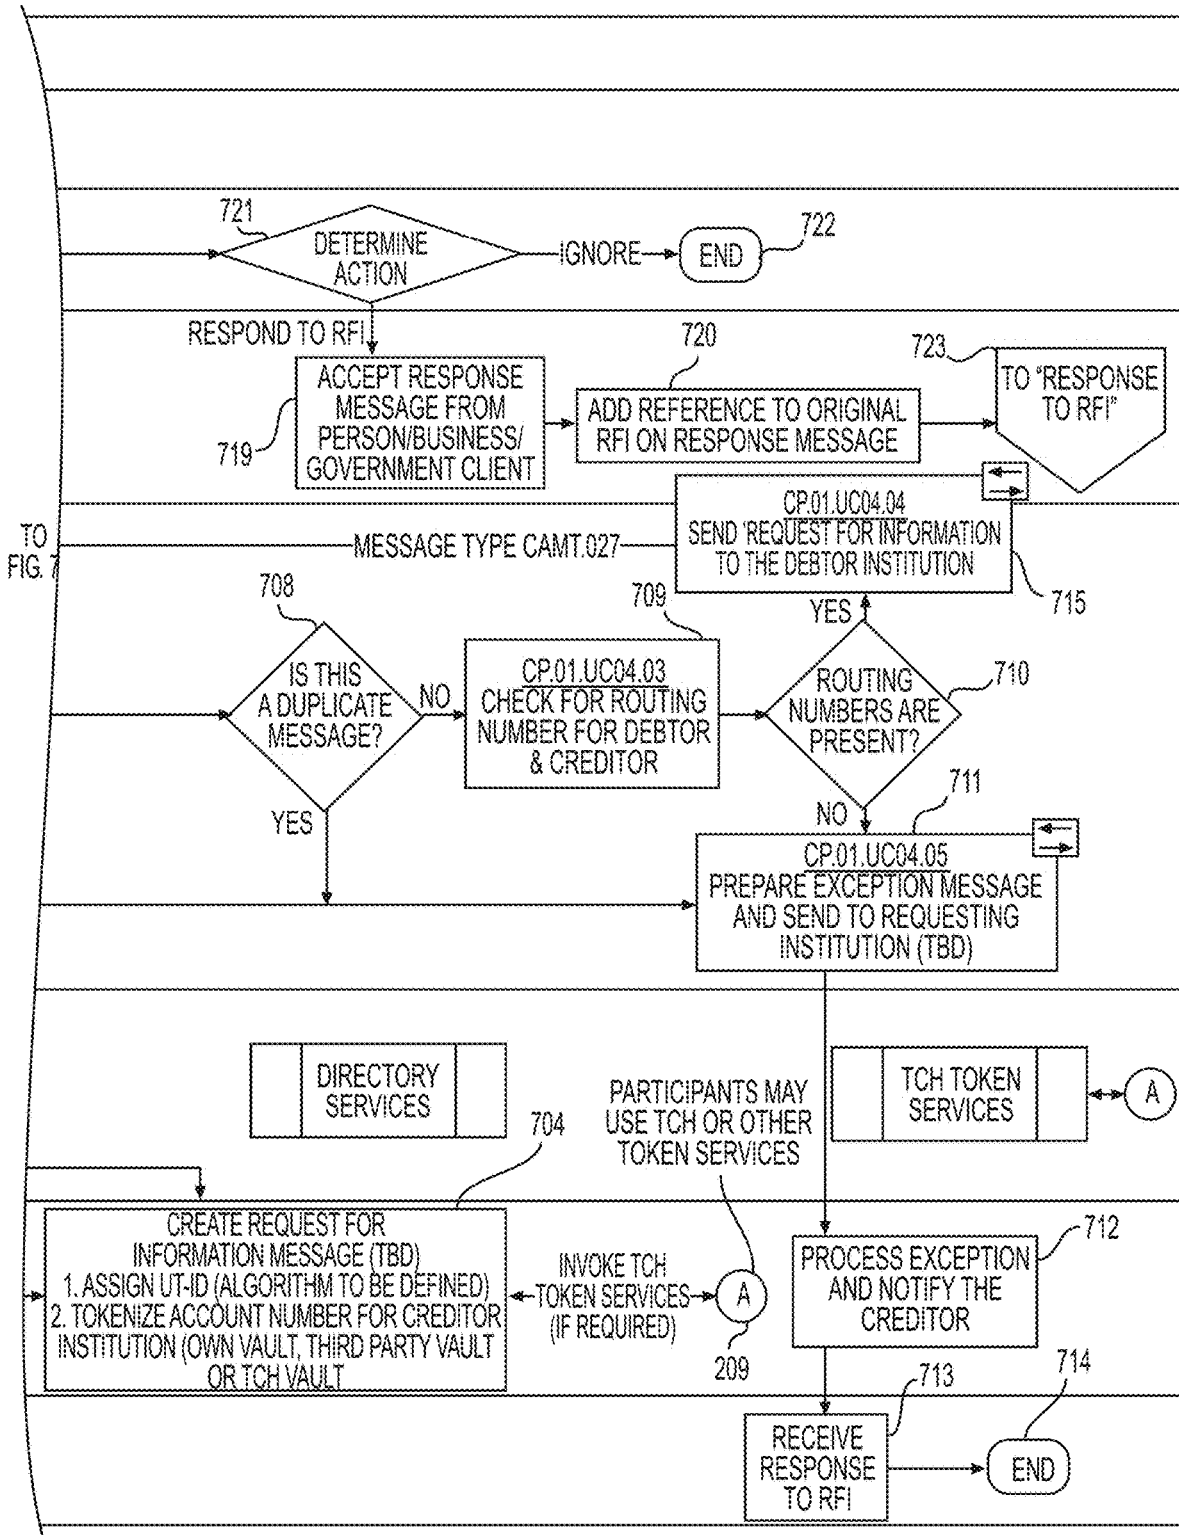 721
DETERMINE
ACTION
IGNORE
END
722
RESPOND TO RFI
ACCEPT RESPONSE
MESSAGE FROM
PERSON/BUSINESS/
GOVERNMENT CLIENT
719
720
ADD REFERENCE TO ORIGINAL
RFI ON RESPONSE MESSAGE
723
TO "RESPONSE
TO RFI"
TO
FIG. 7
MESSAGE TYPE CAMT.027
CP.01.UC04.04
SEND 'REQUEST FOR INFORMATION
TO THE DEBTOR INSTITUTION
715
708
IS THIS
A DUPLICATE
MESSAGE?
NO
YES
709
CP.01.UC04.03
CHECK FOR ROUTING
NUMBER FOR DEBTOR
& CREDITOR
YES
ROUTING
NUMBERS ARE
PRESENT?
710
NO
711
CP.01.UC04.05
PREPARE EXCEPTION MESSAGE
AND SEND TO REQUESTING
INSTITUTION (TBD)
DIRECTORY
SERVICES
PARTICIPANTS MAY
USE TCH OR OTHER
TOKEN SERVICES
TCH TOKEN
SERVICES
A
704
CREATE REQUEST FOR
INFORMATION MESSAGE (TBD)
1. ASSIGN UT-ID (ALGORITHM TO BE DEFINED)
2. TOKENIZE ACCOUNT NUMBER FOR CREDITOR
INSTITUTION (OWN VAULT, THIRD PARTY VAULT
OR TCH VAULT
INVOKE TCH
TOKEN SERVICES
(IF REQUIRED)
A
209
712
PROCESS EXCEPTION
AND NOTIFY THE
CREDITOR
713
RECEIVE
RESPONSE
TO RFI
714
END